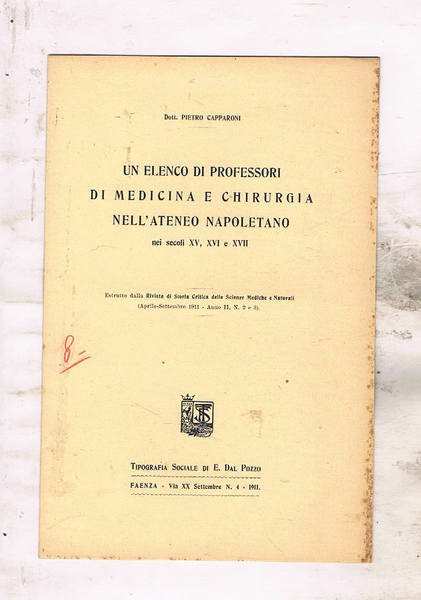 Dott. PIETRO CAPPARONI
UN ELENCO DI PROFESSORI
DI MEDICINA E CHIRURGIA
NELL'ATENEO NAPOLETANO
nei secoli XV, XVI e XVII
Estratto dalla Rivista di Storia Critica delle Scienze Mediche e Naturali
(Aprile-Settembre 1911 - Anno II, N. 2 e 3).
8.-
TIPOGRAFIA SOCIALE DI E. DAL POZZO
FAENZA - Via XX Settembre N. 4 - 1911.